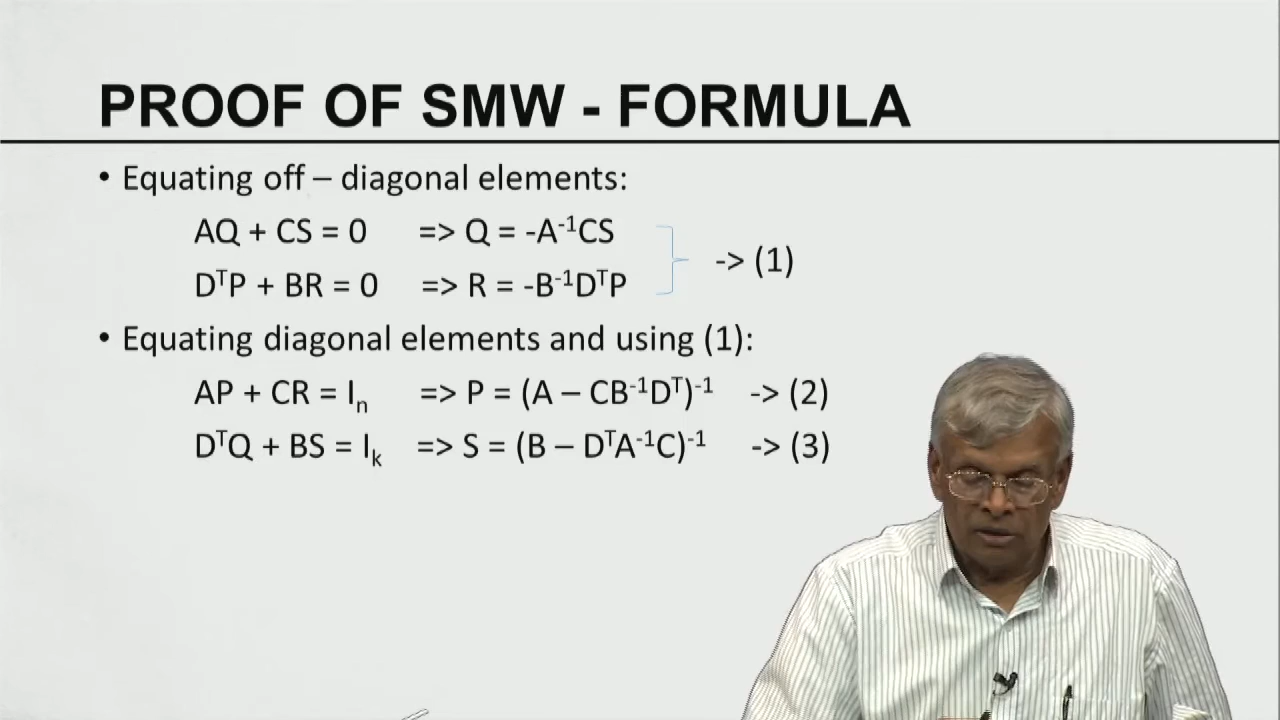 PROOF OF SMW - FORMULA
• Equating off – diagonal elements:
AQ + CS = 0 => Q = -A⁻¹CS
DᵀP + BR = 0 => R = -B⁻¹DᵀP
-> (1)
• Equating diagonal elements and using (1):
AP + CR = Iₙ => P = (A – CB⁻¹Dᵀ)⁻¹ -> (2)
DᵀQ + BS = Iₖ => S = (B – DᵀA⁻¹C)⁻¹ -> (3)